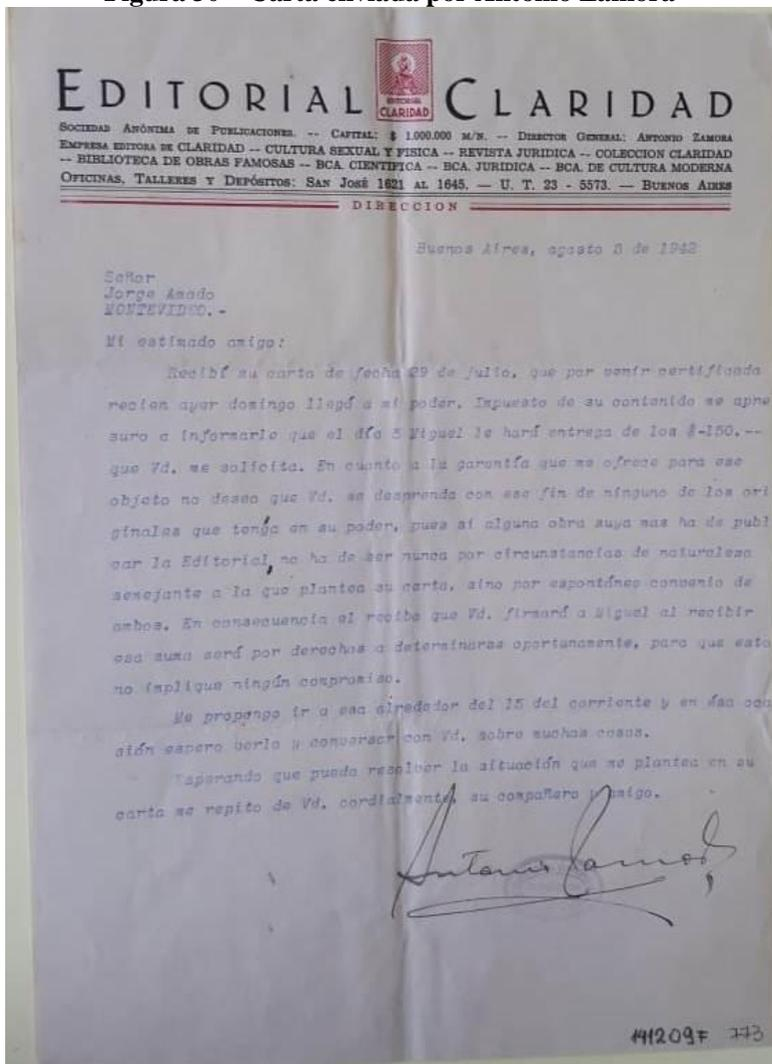 Figura – Carta enviada por Antonio Zamora
EDITORIAL CLARIDAD
EDITORIAL
CLARIDAD
SOCIEDAD ANÓNIMA DE PUBLICACIONES. -- CAPITAL: $ 1.000.000 M/N. -- DIRECTOR GENERAL: ANTONIO ZAMORA
EMPRESA EDITORA DE CLARIDAD -- CULTURA SEXUAL Y FISICA -- REVISTA JURIDICA -- COLECCION CLARIDAD
-- BIBLIOTECA DE OBRAS FAMOSAS -- BCA. CIENTIFICA -- BCA. JURIDICA -- BCA. DE CULTURA MODERNA
OFICINAS, TALLERES Y DEPÓSITOS: SAN JOSÉ 1621 AL 1645. — U. T. 23 - 5573. — BUENOS AIRES
DIRECCION
Buenos Aires, agosto 3 de 1942
Señor
Jorge Amado
MONTEVIDEO.-
Mi estimado amigo:
Recibí su carta de fecha 29 de julio, que por venir certificada
recien ayer domingo llegó a mi poder. Impuesto de su contenido me apre
suro a informarle que el día 5 Miguel le hará entrega de los $-150.--
que Vd. me solicita. En cuanto a la garantía que me ofrece para ese
objeto no deseo que Vd. se desprenda con ese fin de ninguno de los ori
ginales que tenga en su poder, pues si alguna obra suya mas ha de publi
car la Editorial, no ha de ser nunca por circunstancias de naturaleza
semejante a la que plantea su carta, sino por espontáneo convenio de
ambos. En consecuencia el recibo que Vd. firmará a Miguel al recibir
esa suma será por derechos a determinarse oportunamente, para que esto
no implique ningún compromiso.
Me propongo ir a esa alrededor del 15 del corriente y en ésa oca
sión espero verlo y conversar con Vd. sobre muchas cosas.
Esperando que pueda resolver la situación que me plantea en su
carta me repito de Vd. cordialmente, su compañero y amigo.
Antonio Zamora
141209F 773